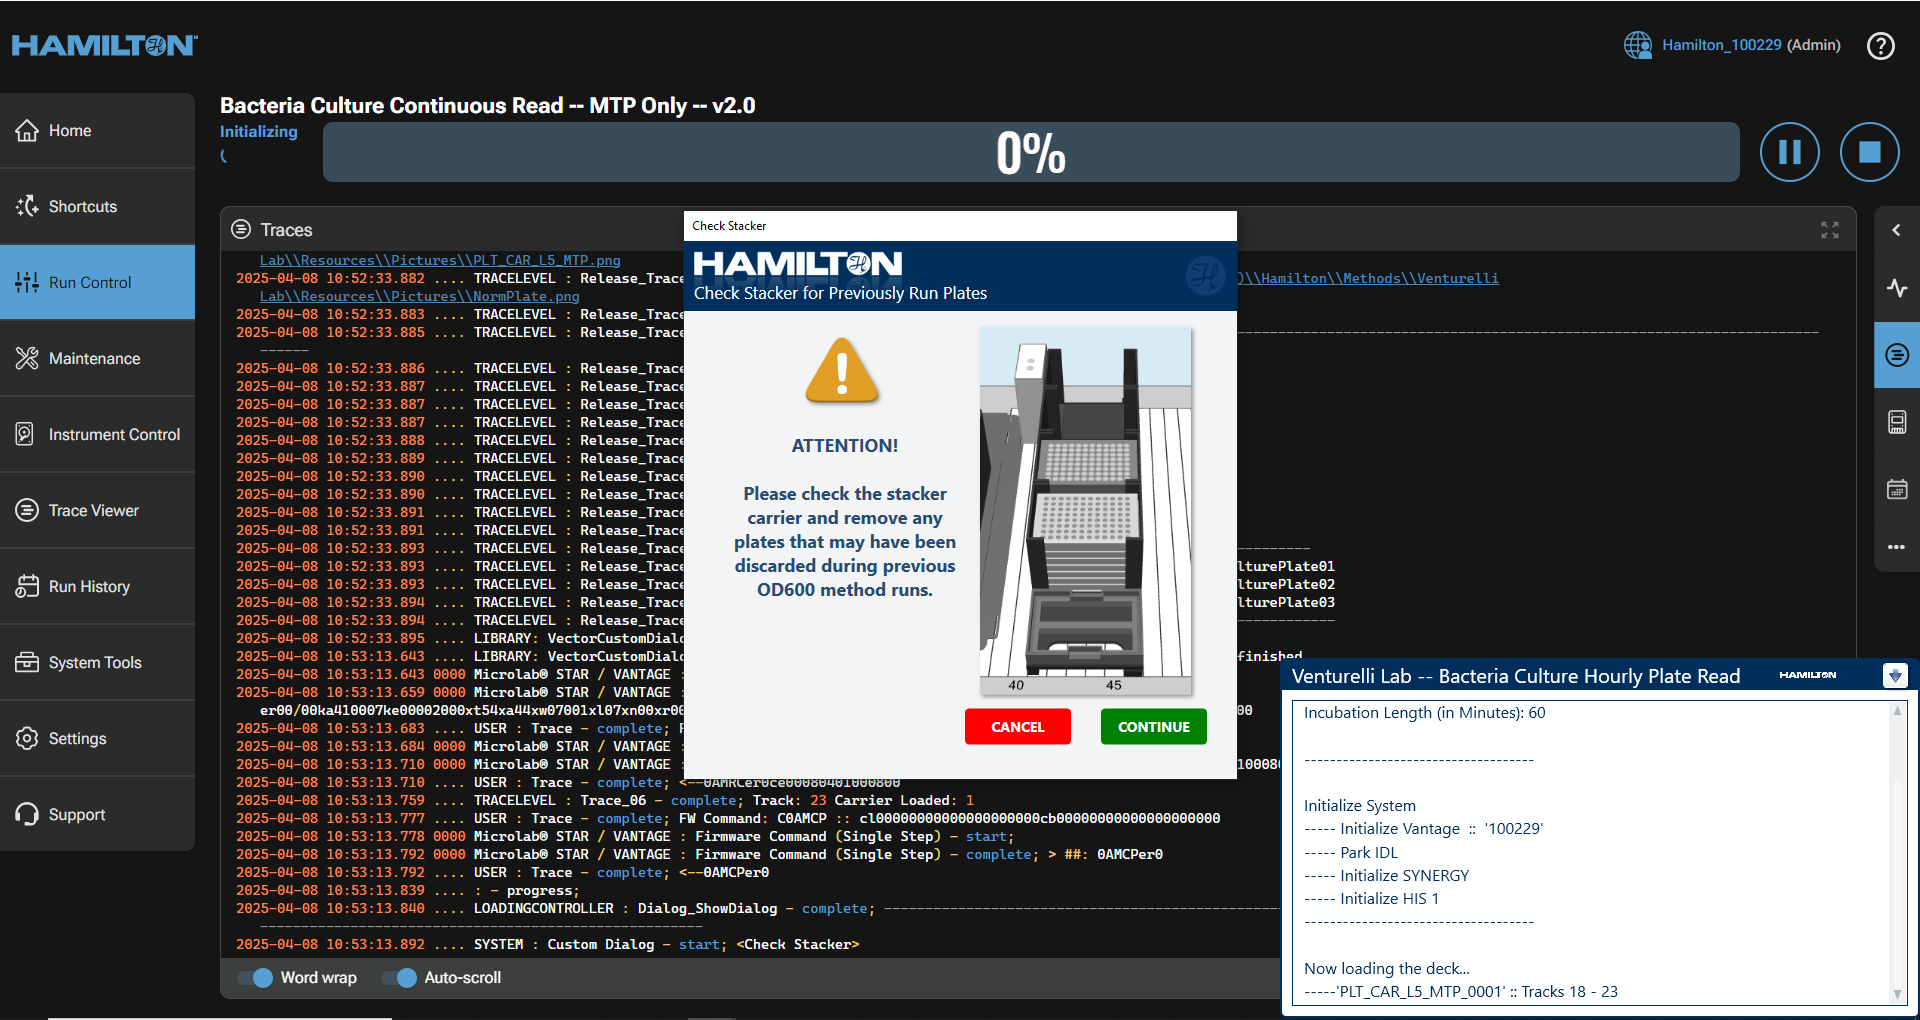 HAMILTON
Hamilton_100229 (Admin)
Home
Shortcuts
Run Control
Maintenance
Instrument Control
Trace Viewer
Run History
System Tools
Settings
Support
Bacteria Culture Continuous Read -- MTP Only -- v2.0
Initializing
0%
Traces
Lab\\Resources\\Pictures\\PLT_CAR_L5_MTP.png
2025-04-08 10:52:33.882 .... TRACELEVEL : Release_Trace
)\\Hamilton\\Methods\\Venturelli
Lab\\Resources\\Pictures\\NormPlate.png
2025-04-08 10:52:33.883 .... TRACELEVEL : Release_Trace
2025-04-08 10:52:33.885 .... TRACELEVEL : Release_Trace
------
2025-04-08 10:52:33.886 .... TRACELEVEL : Release_Trace
2025-04-08 10:52:33.887 .... TRACELEVEL : Release_Trace
2025-04-08 10:52:33.887 .... TRACELEVEL : Release_Trace
2025-04-08 10:52:33.887 .... TRACELEVEL : Release_Trace
2025-04-08 10:52:33.888 .... TRACELEVEL : Release_Trace
2025-04-08 10:52:33.889 .... TRACELEVEL : Release_Trace
2025-04-08 10:52:33.890 .... TRACELEVEL : Release_Trace
2025-04-08 10:52:33.890 .... TRACELEVEL : Release_Trace
2025-04-08 10:52:33.891 .... TRACELEVEL : Release_Trace
2025-04-08 10:52:33.891 .... TRACELEVEL : Release_Trace
2025-04-08 10:52:33.893 .... TRACELEVEL : Release_Trace
2025-04-08 10:52:33.893 .... TRACELEVEL : Release_Trace lturePlate01
2025-04-08 10:52:33.893 .... TRACELEVEL : Release_Trace lturePlate02
2025-04-08 10:52:33.894 .... TRACELEVEL : Release_Trace lturePlate03
2025-04-08 10:52:33.894 .... TRACELEVEL : Release_Trace
2025-04-08 10:52:33.895 .... LIBRARY: VectorCustomDialo
2025-04-08 10:53:13.643 .... LIBRARY: VectorCustomDialo finished
2025-04-08 10:53:13.643 0000 Microlab® STAR / VANTAGE :
2025-04-08 10:53:13.659 0000 Microlab® STAR / VANTAGE :
er00/00ka410007ke00002000xt54xa44xw07001xl07xn00xr00 00
2025-04-08 10:53:13.683 .... USER : Trace - complete; F
2025-04-08 10:53:13.684 0000 Microlab® STAR / VANTAGE :
2025-04-08 10:53:13.710 0000 Microlab® STAR / VANTAGE : 10008
2025-04-08 10:53:13.710 .... USER : Trace - complete; <--0AMRCer0ce00080401000800
2025-04-08 10:53:13.759 .... TRACELEVEL : Trace_06 - complete; Track: 23 Carrier Loaded: 1
2025-04-08 10:53:13.777 .... USER : Trace - complete; FW Command: C0AMCP :: cl00000000000000000000cb00000000000000000000
2025-04-08 10:53:13.778 0000 Microlab® STAR / VANTAGE : Firmware Command (Single Step) - start;
2025-04-08 10:53:13.792 0000 Microlab® STAR / VANTAGE : Firmware Command (Single Step) - complete; > ##: 0AMCPer0
2025-04-08 10:53:13.792 .... USER : Trace - complete; <--0AMCPer0
2025-04-08 10:53:13.839 .... : - progress;
2025-04-08 10:53:13.840 .... LOADINGCONTROLLER : Dialog_ShowDialog - complete; ------------------------------------------------
------------------------------------------------------
2025-04-08 10:53:13.892 .... SYSTEM : Custom Dialog - start; <Check Stacker>
Word wrap
Auto-scroll
Check Stacker
HAMILTON
Check Stacker for Previously Run Plates
ATTENTION!
Please check the stacker
carrier and remove any
plates that may have been
discarded during previous
OD600 method runs.
40 45
CANCEL
CONTINUE
Venturelli Lab -- Bacteria Culture Hourly Plate Read
HAMILTON
Incubation Length (in Minutes): 60
-----------------------------------
Initialize System
----- Initialize Vantage :: '100229'
----- Park IDL
----- Initialize SYNERGY
----- Initialize HIS 1
-----------------------------------
Now loading the deck...
-----'PLT_CAR_L5_MTP_0001' :: Tracks 18 - 23